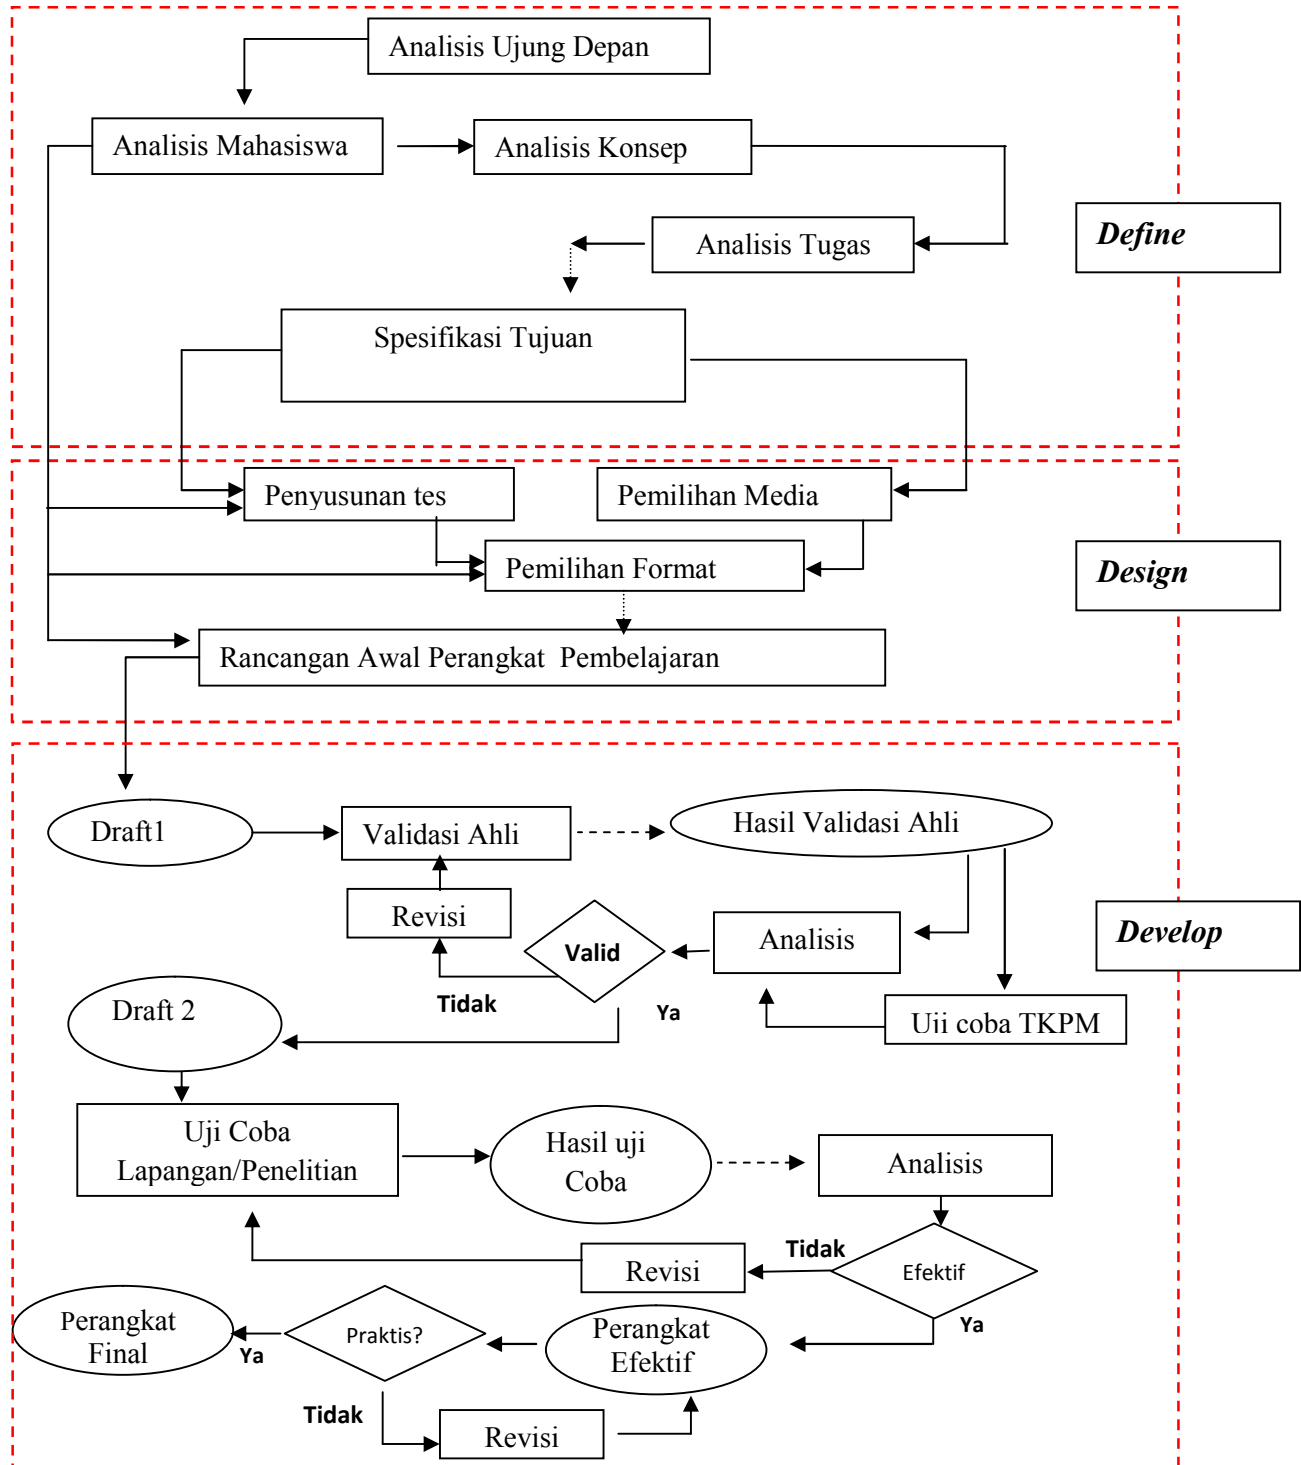 Analisis Ujung Depan
Analisis Mahasiswa
Analisis Konsep
Analisis Tugas
Define
Spesifikasi Tujuan
Penyusunan tes
Pemilihan Media
Pemilihan Format
Design
Rancangan Awal Perangkat Pembelajaran
Draft1
Validasi Ahli
Hasil Validasi Ahli
Revisi
Valid
Analisis
Develop
Tidak
Ya
Draft 2
Uji coba TKPM
Uji Coba
Lapangan/Penelitian
Hasil uji
Coba
Analisis
Tidak
Revisi
Efektif
Ya
Perangkat
Final
Ya
Praktis?
Perangkat
Efektif
Tidak
Revisi